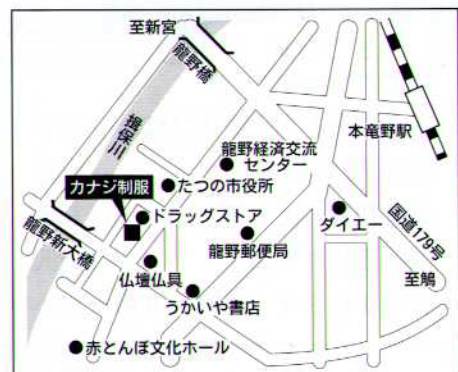 至新宮
龍野橋
揖保川
本竜野駅
龍野経済交流
センター
たつの市役所
カナジ制服
ドラッグストア
ダイエー
国道179号
龍野新大橋
龍野郵便局
至鵤
仏壇仏具
うかいや書店
赤とんぼ文化ホール